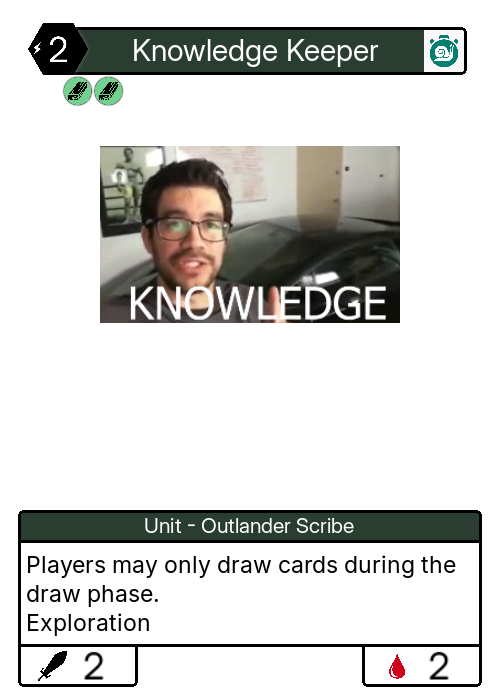 2
Knowledge Keeper
KNOWLEDGE
Unit - Outlander Scribe
Players may only draw cards during the
draw phase.
Exploration
2
2